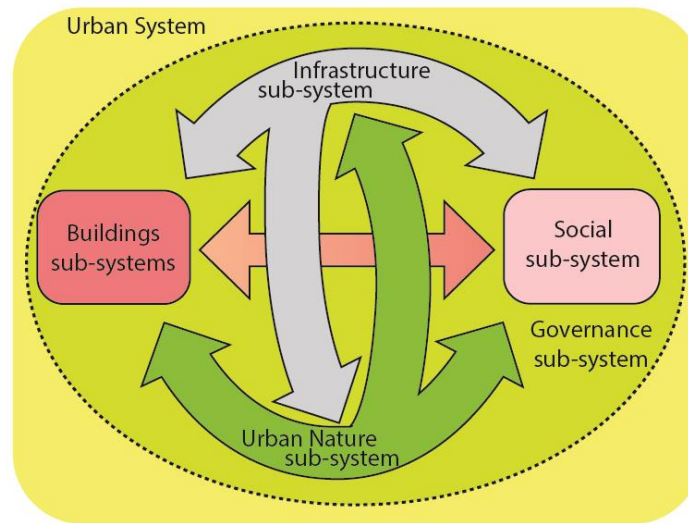 Urban System
Infrastructure
sub-system
Buildings
sub-systems
Social
sub-system
Governance
sub-system
Urban Nature
sub-system